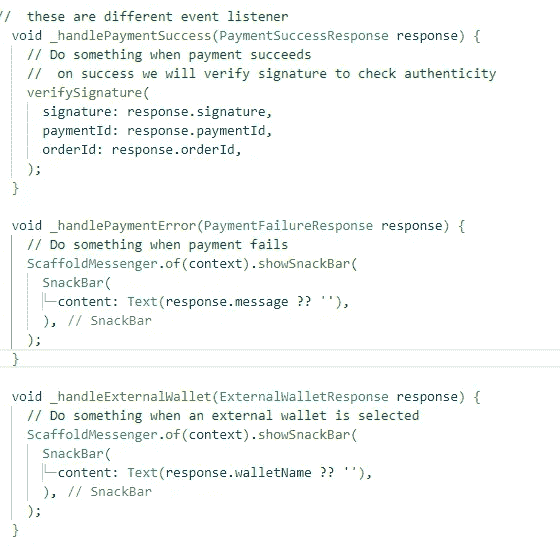 //  these are different event listener
void _handlePaymentSuccess(PaymentSuccessResponse response) {
// Do something when payment succeeds
//  on success we will verify signature to check authenticity
verifySignature(
signature: response.signature,
paymentId: response.paymentId,
orderId: response.orderId,
);
}
void _handlePaymentError(PaymentFailureResponse response) {
// Do something when payment fails
ScaffoldMessenger.of(context).showSnackBar(
SnackBar(
content: Text(response.message ?? ''),
), // SnackBar
);
}
void _handleExternalWallet(ExternalWalletResponse response) {
// Do something when an external wallet is selected
ScaffoldMessenger.of(context).showSnackBar(
SnackBar(
content: Text(response.walletName ?? ''),
), // SnackBar
);
}